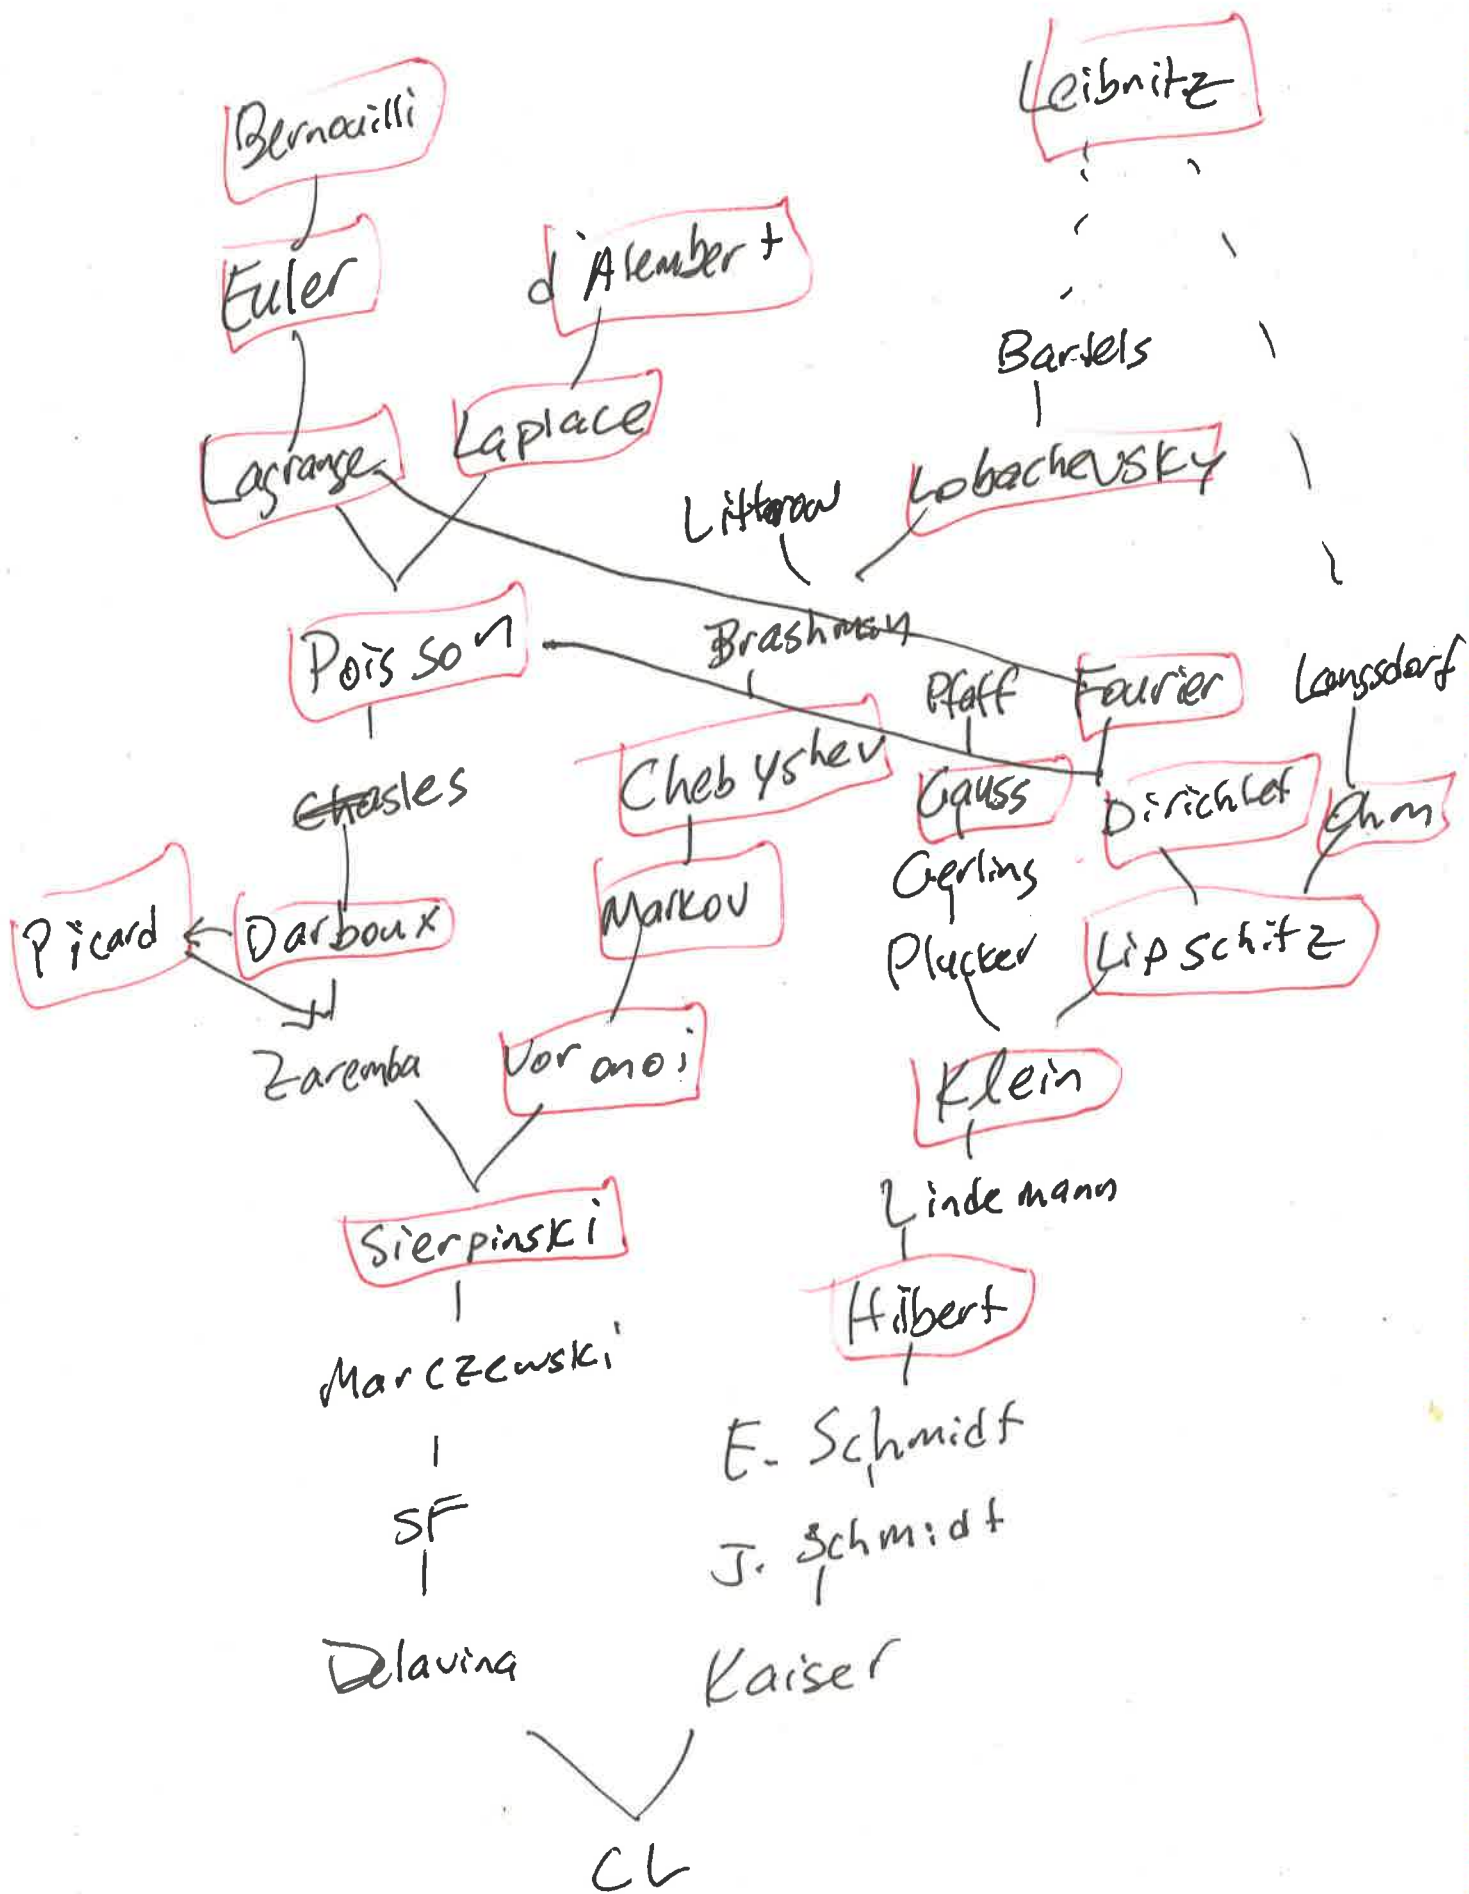 Leibnitz
Bernouilli
d'Alembert
Euler
Bartels
Laplace
Lagrange
Lobachevsky
Littrow
Brashman
Poisson
Pfaff
Fourier
Langsdorf
Chebyshev
Chasles
Gauss
Dirichlet
Ohm
Gerling
Markov
Picard
Darboux
Plucker
Lipschitz
Zaremba
Voronoi
Klein
Lindemann
Sierpinski
Hilbert
Marczewski
E. Schmidt
SF
J. Schmidt
Delavina
Kaiser
CL